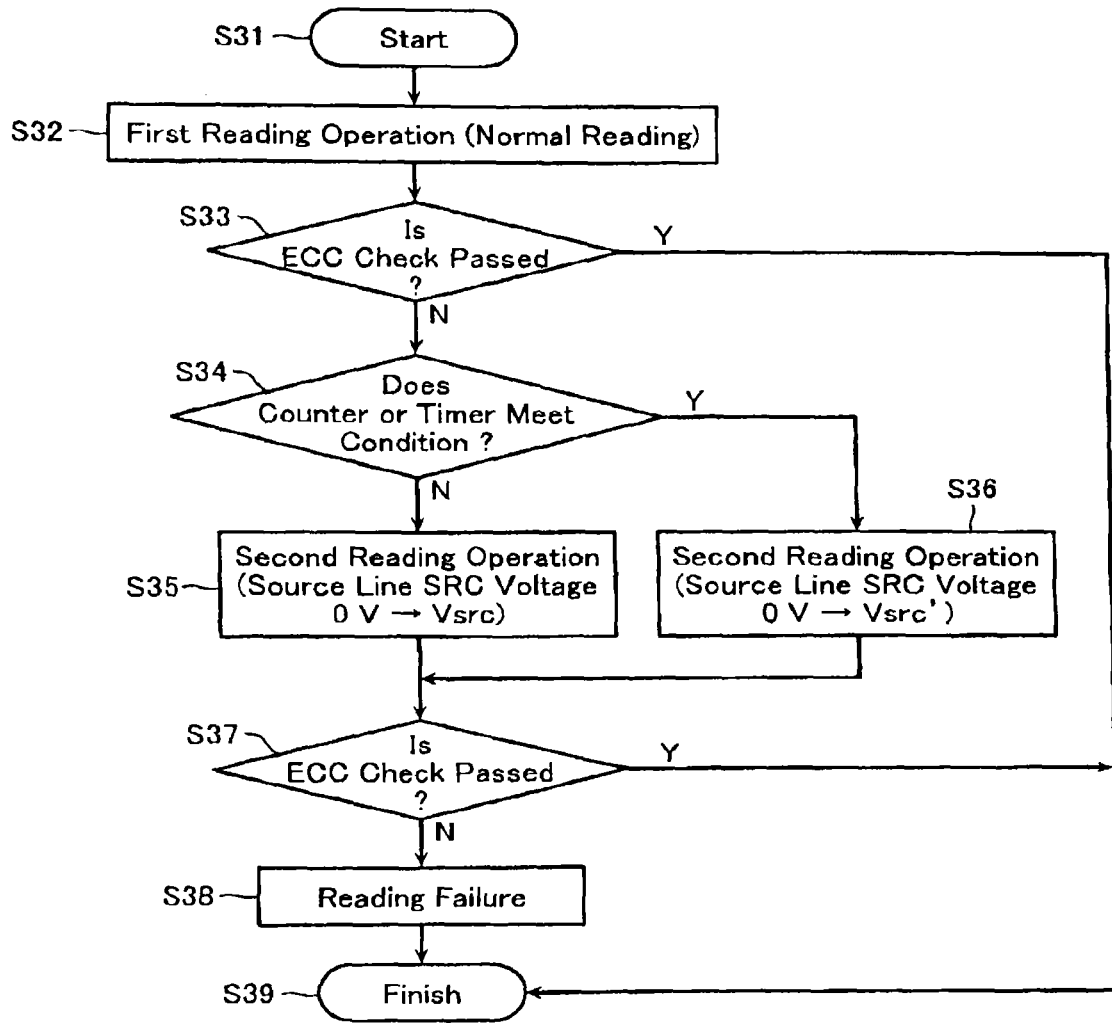 S31
Start
S32
First Reading Operation (Normal Reading)
S33
Is
ECC Check Passed
?
Y
N
S34
Does
Counter or Timer Meet
Condition ?
Y
N
S36
S35
Second Reading Operation
(Source Line SRC Voltage
0 V → Vsrc)
Second Reading Operation
(Source Line SRC Voltage
0 V → Vsrc')
S37
Is
ECC Check Passed
?
Y
N
S38
Reading Failure
S39
Finish